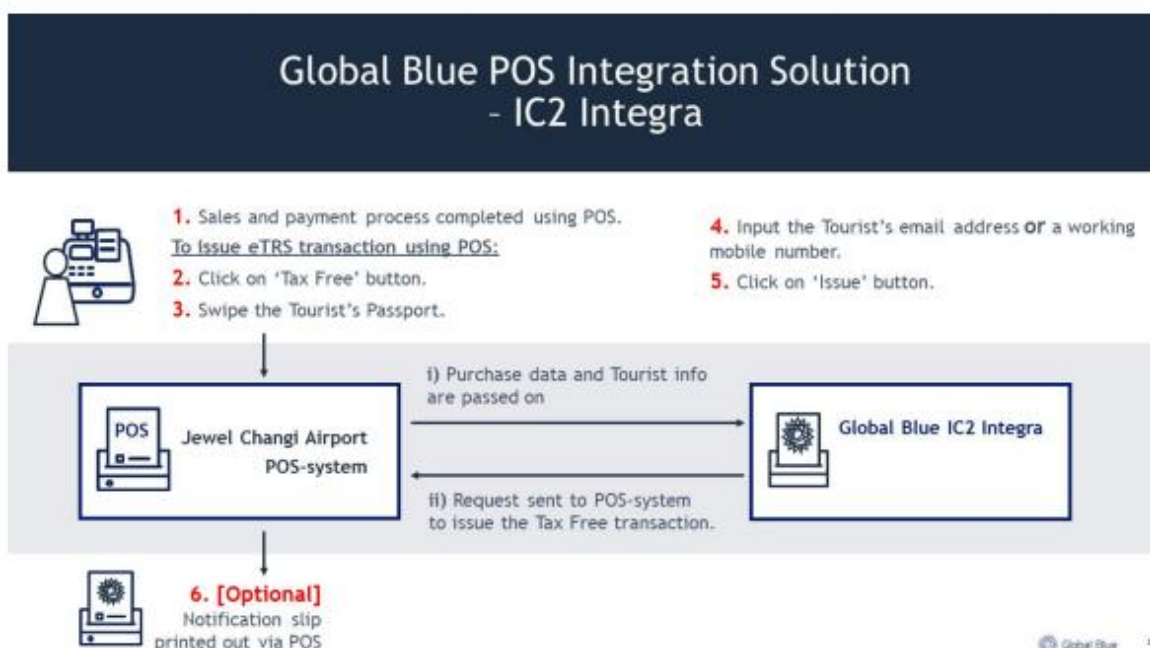 Global Blue POS Integration Solution
- IC2 Integra
1. Sales and payment process completed using POS.
To Issue eTRS transaction using POS:
2. Click on ‘Tax Free’ button.
3. Swipe the Tourist’s Passport.
4. Input the Tourist’s email address or a working
mobile number.
5. Click on ‘Issue’ button.
i) Purchase data and Tourist info
are passed on
POS
Jewel Changi Airport
POS-system
Global Blue IC2 Integra
ii) Request sent to POS-system
to issue the Tax Free transaction.
6. [Optional]
Notification slip
printed out via POS
Global Blue